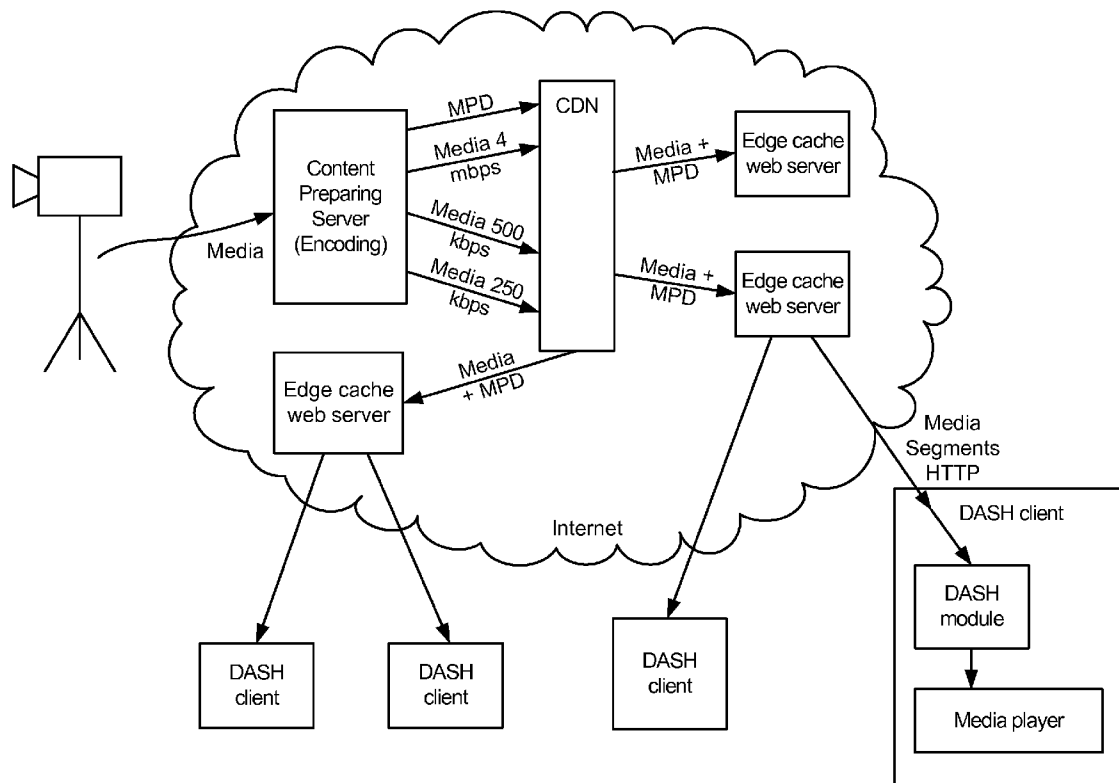 MPD
CDN
Media 4
mbps
Content
Preparing
Server
(Encoding)
Media +
MPD
Edge cache
web server
Media
Media 500
kbps
Media 250
kbps
Media +
MPD
Edge cache
web server
Media
+ MPD
Edge cache
web server
Media
Segments
HTTP
Internet
DASH client
DASH
module
DASH
client
DASH
client
DASH
client
Media player